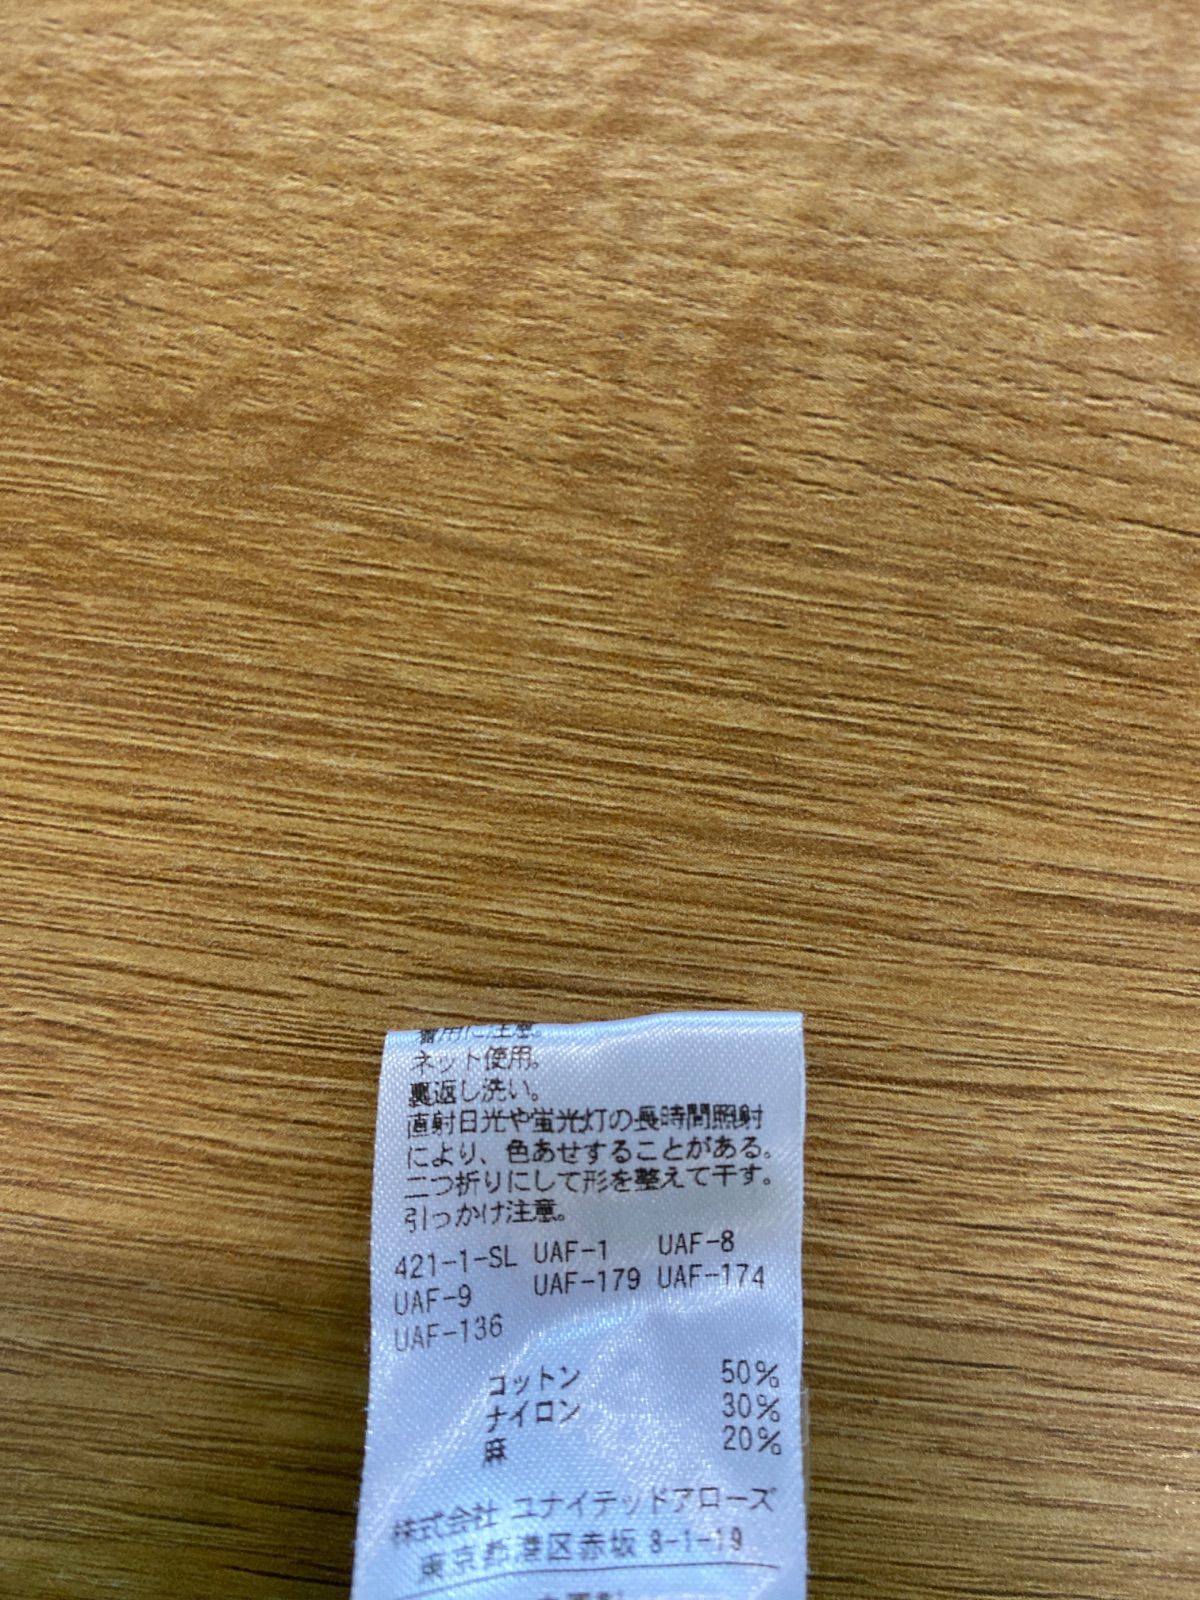 着用に注意。
ネット使用。
裏返し洗い。
直射日光や蛍光灯の長時間照射
により、色あせすることがある。
二つ折りにして形を整えて干す。
引っかけ注意。
421-1-SL UAF-1 UAF-8
UAF-9 UAF-179 UAF-174
UAF-136
コットン 50%
ナイロン 30%
麻 20%
株式会社 ユナイテッドアローズ
東京都港区赤坂 8-1-19